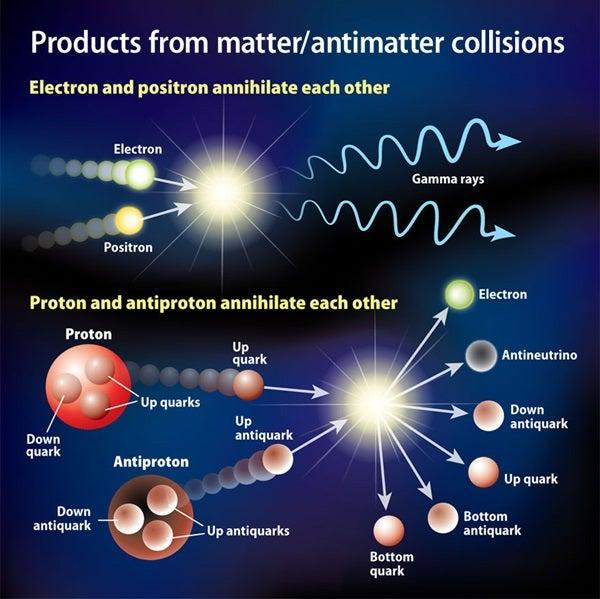 Products from matter/antimatter collisions
Electron and positron annihilate each other
Electron
Gamma rays
Positron
Proton and antiproton annihilate each other
Electron
Proton
Up
quark
Antineutrino
Up quarks
Down
quark
Up
antiquark
Down
antiquark
Antiproton
Up quark
Down
antiquark
Up antiquarks
Bottom
antiquark
Bottom
quark